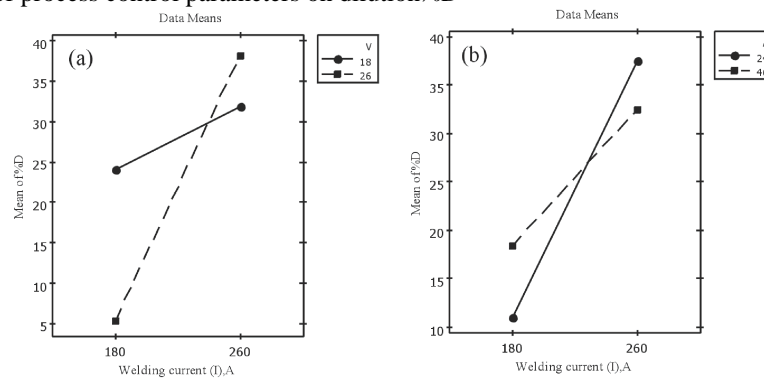 of process control parameters on dilution%D
Data Means
(a)
V
18
26
40
35
30
25
20
15
10
5
Mean of %D
180
260
Welding current (I),A
Data Means
(b)
40
35
30
25
20
15
10
Mean of %D
180
260
Welding current (I),A